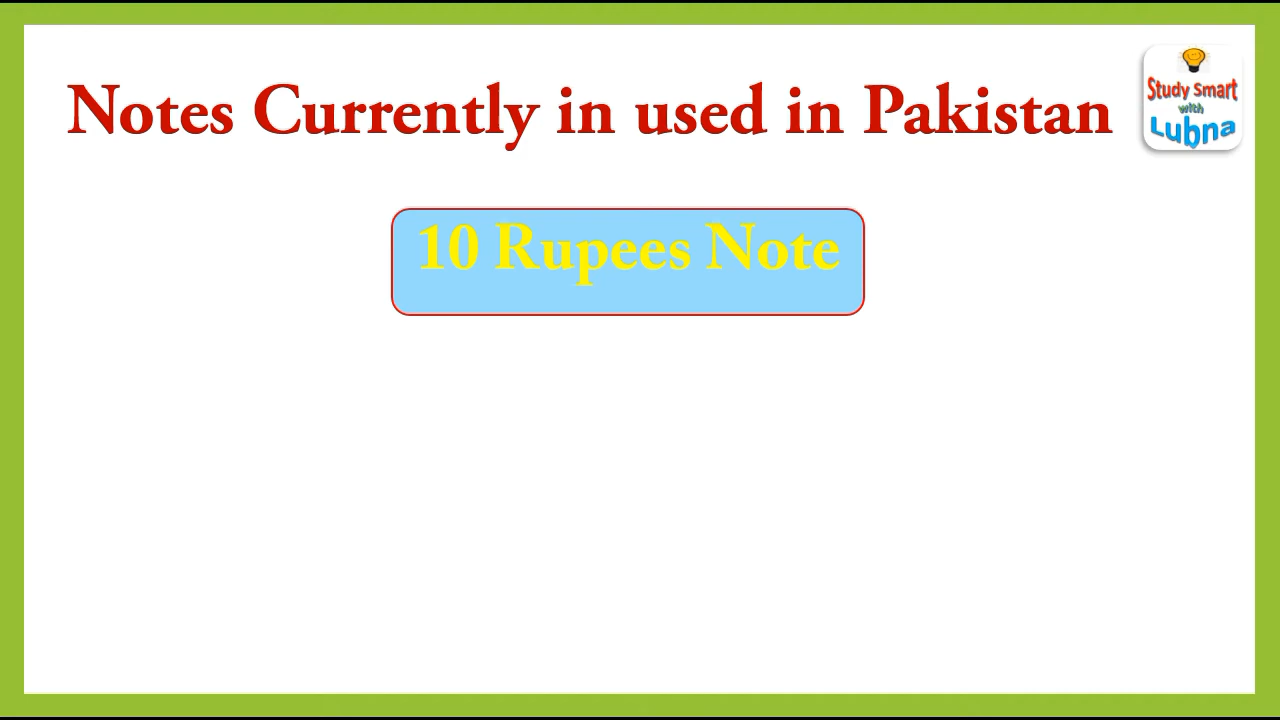 Notes Currently in used in Pakistan
Study Smart
with
Lubna
10 Rupees Note